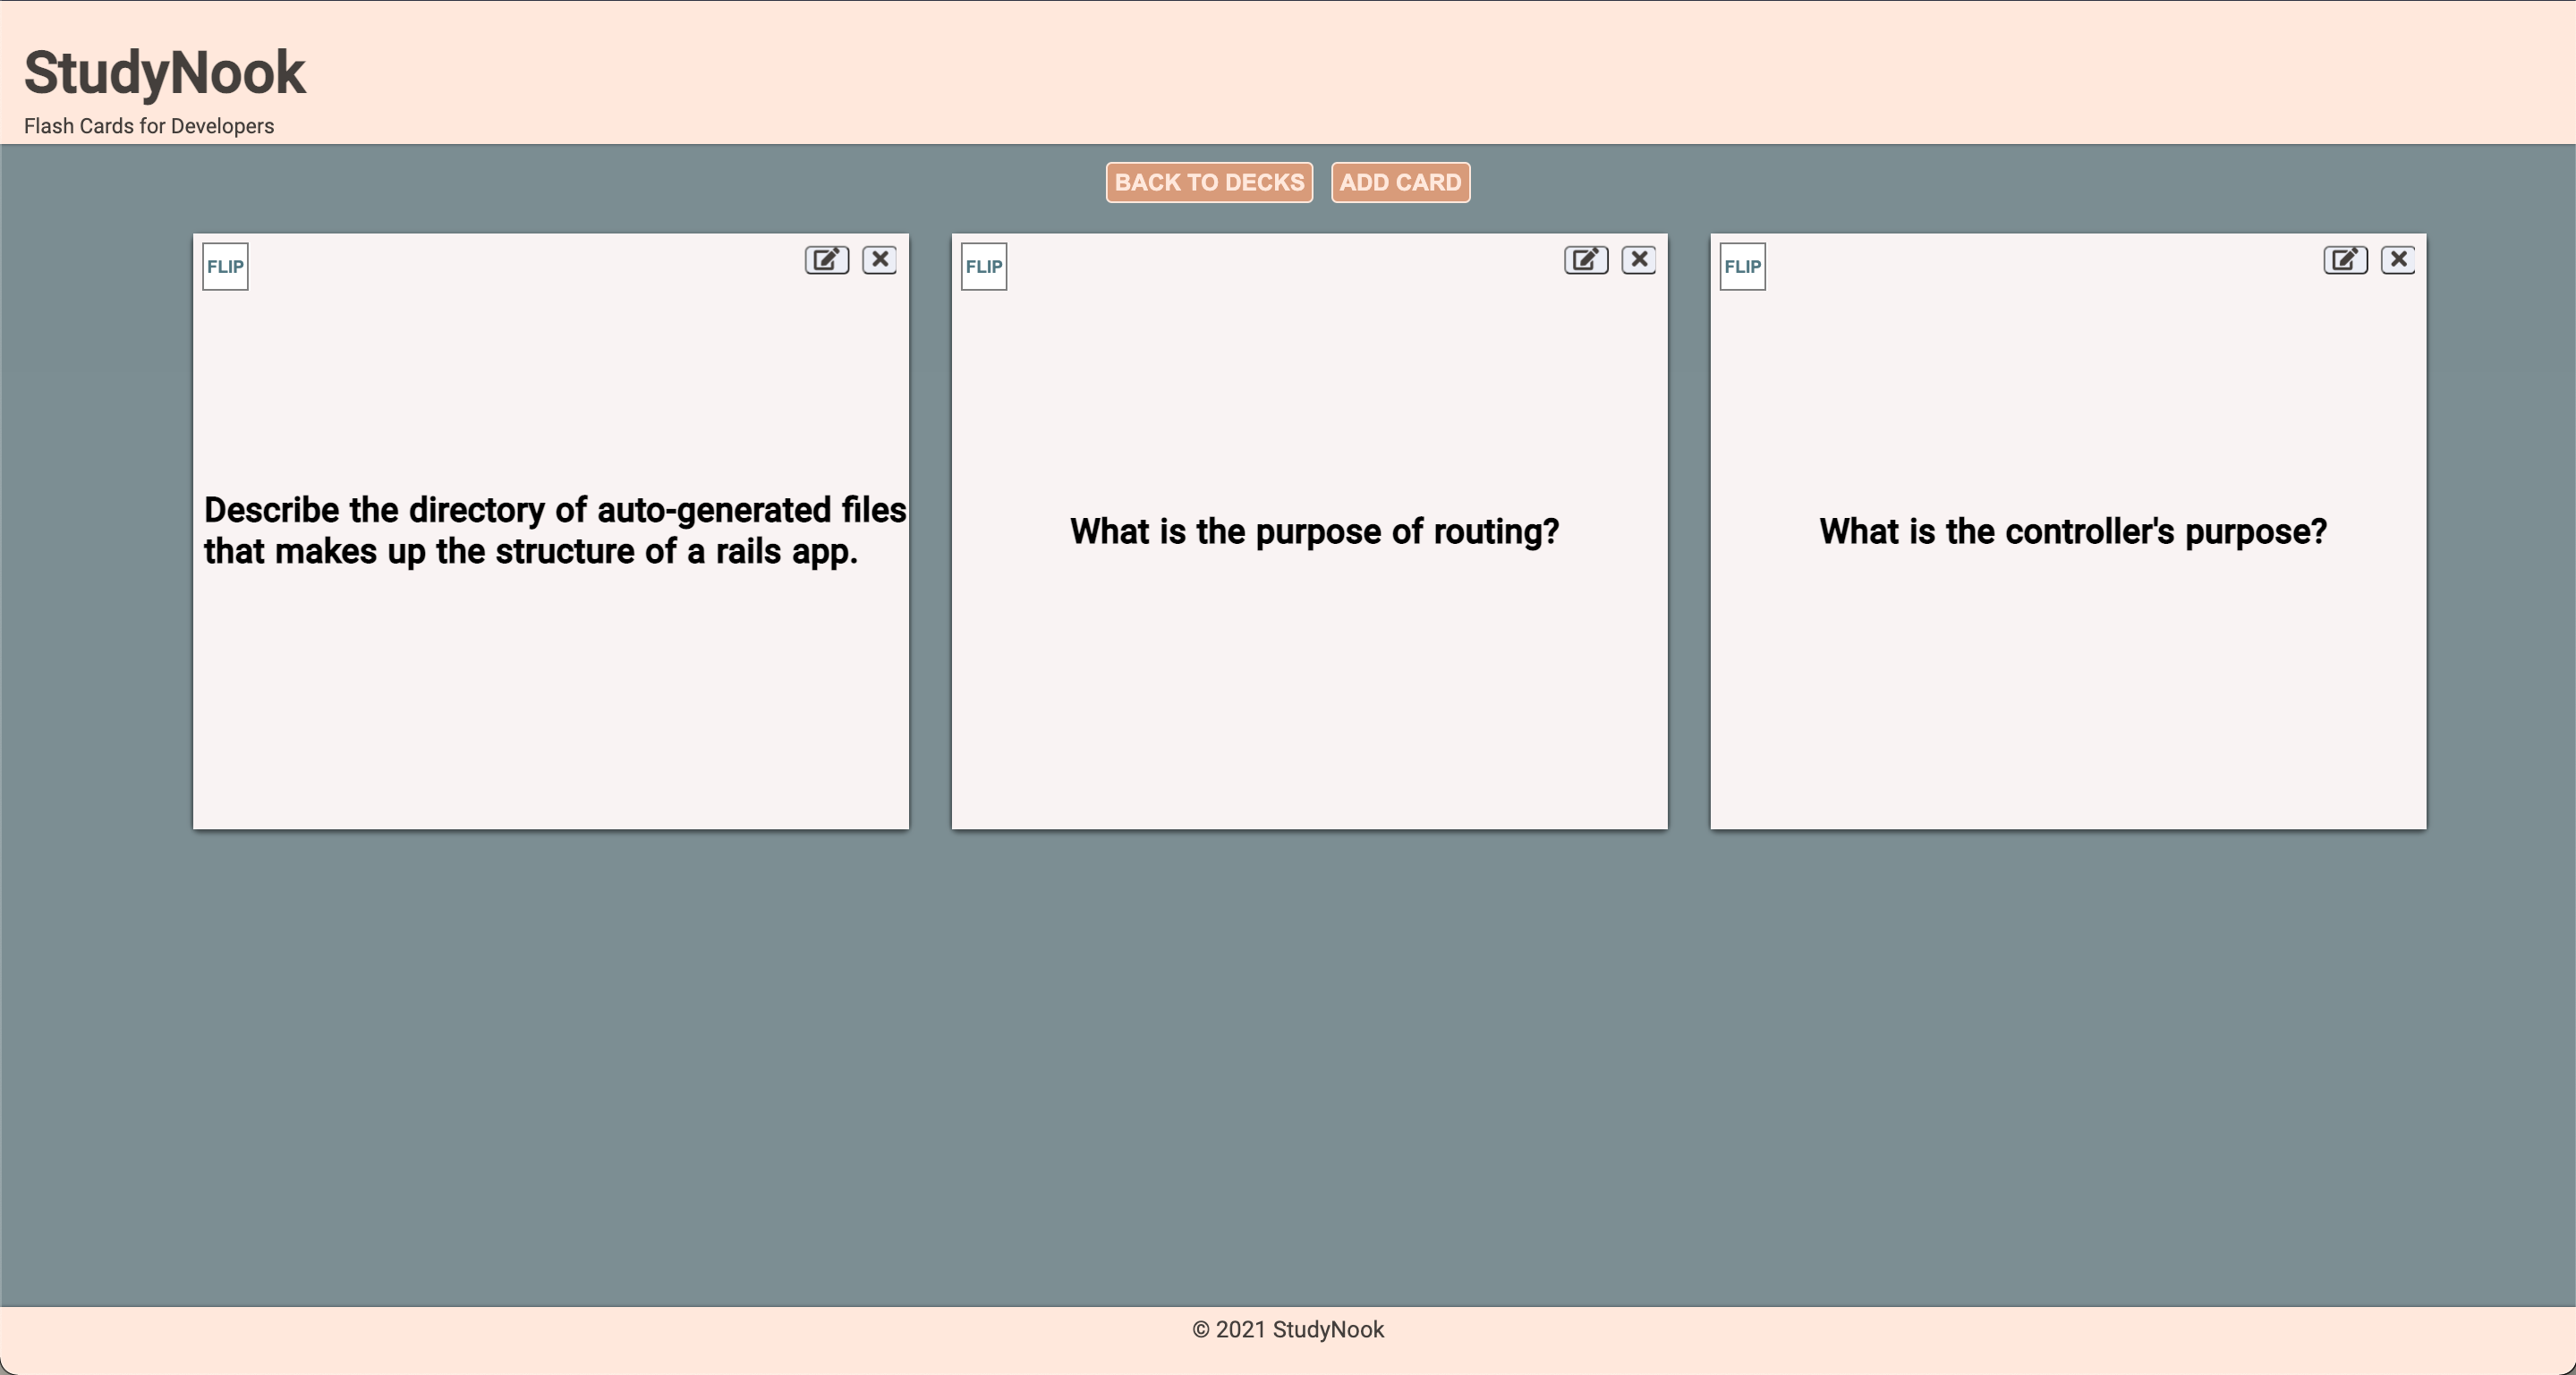 StudyNook
Flash Cards for Developers
BACK TO DECKS
ADD CARD
FLIP
Describe the directory of auto-generated files
that makes up the structure of a rails app.
FLIP
What is the purpose of routing?
FLIP
What is the controller's purpose?
© 2021 StudyNook